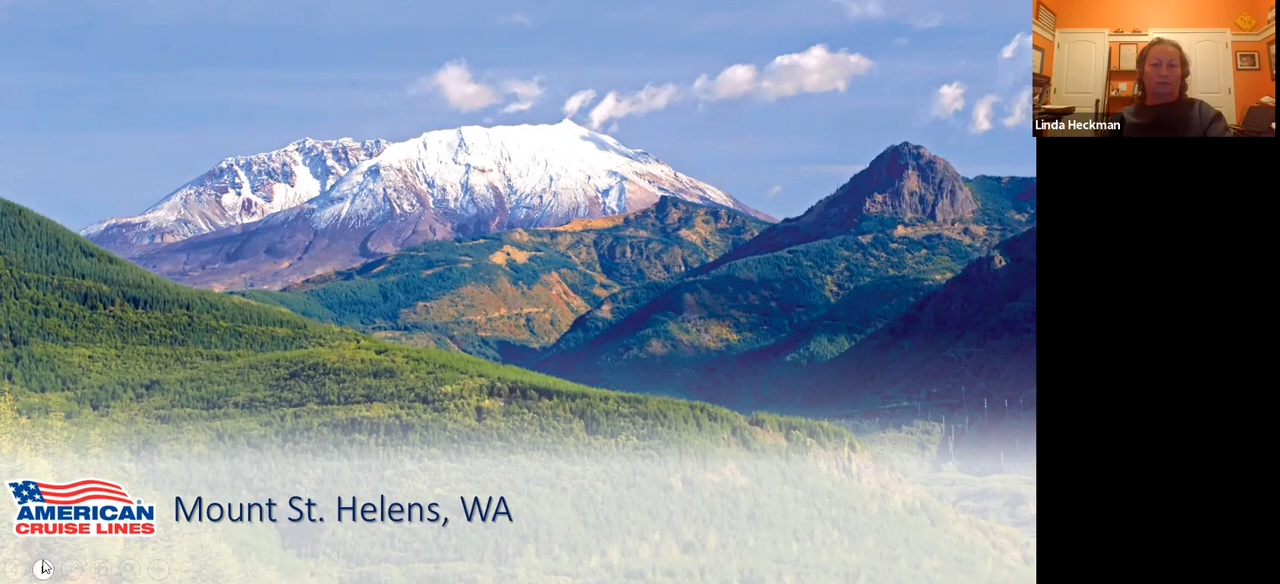 Linda Heckman
AMERICAN
CRUISE LINES
Mount St. Helens, WA